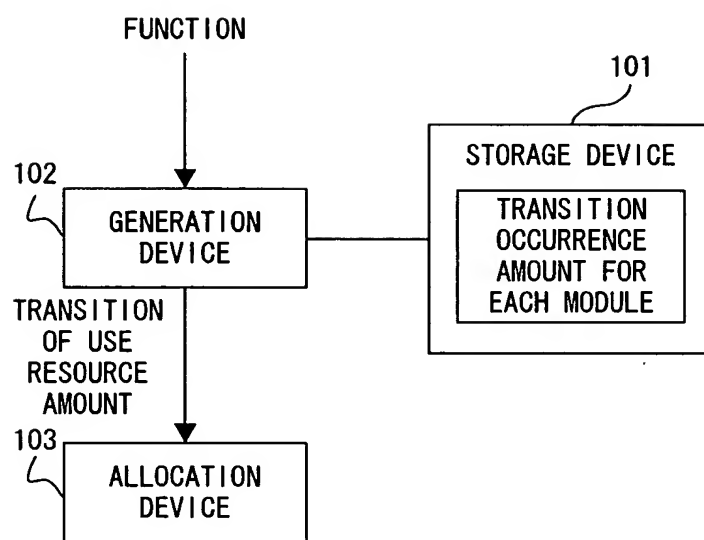 FUNCTION
101
STORAGE DEVICE
102
GENERATION
DEVICE
TRANSITION
OCCURRENCE
AMOUNT FOR
EACH MODULE
TRANSITION
OF USE
RESOURCE
AMOUNT
103
ALLOCATION
DEVICE